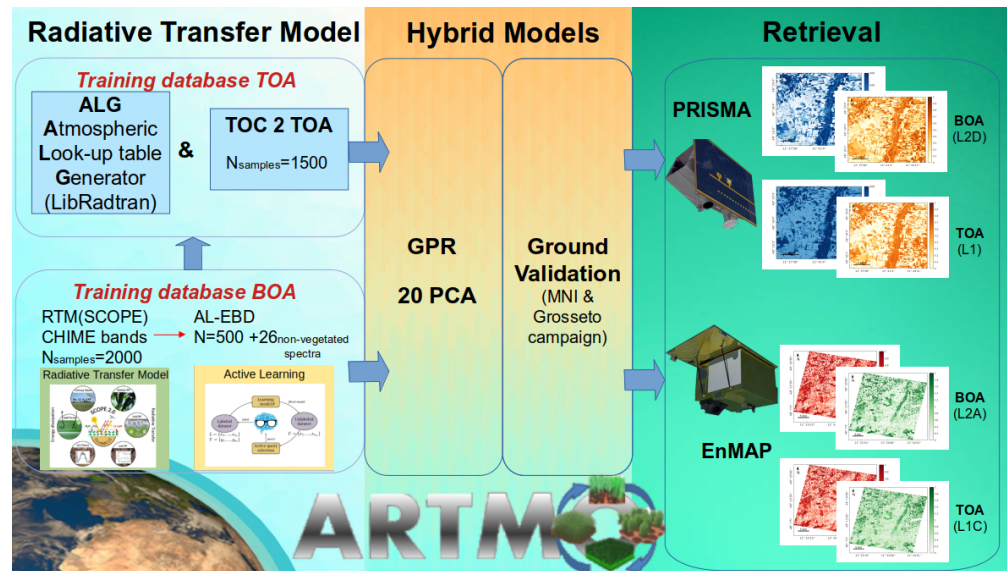 Radiative Transfer Model
Hybrid Models
Retrieval
Training database TOA
ALG
Atmospheric
Look-up table
Generator
(LibRadtran)
&
TOC 2 TOA
Nsamples=1500
Training database BOA
RTM(SCOPE)
CHIME bands
Nsamples=2000
AL-EBD
N=500 +26non-vegetated
spectra
Radiative Transfer Model
SCOPE 2.0
Active Learning
GPR
20 PCA
Ground
Validation
(MNI &
Grosseto
campaign)
PRISMA
BOA
(L2D)
TOA
(L1)
EnMAP
BOA
(L2A)
TOA
(L1C)
ARTMO